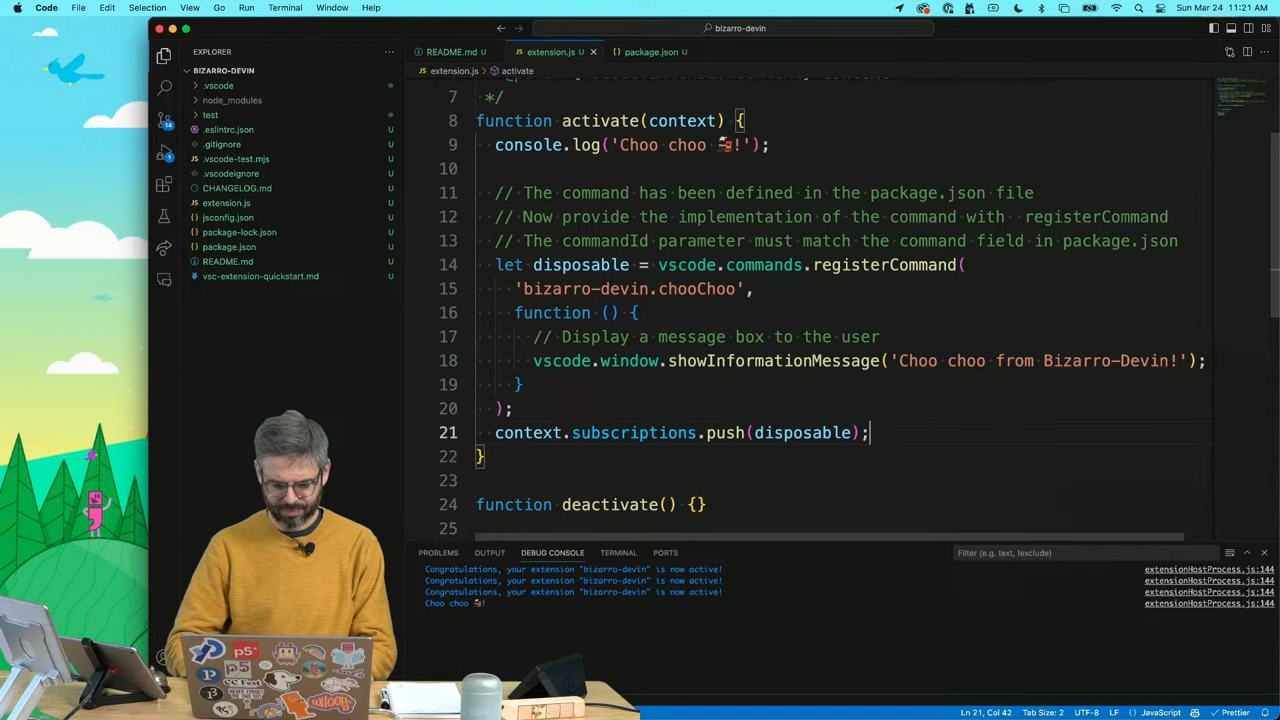 Code File Edit Selection View Go Run Terminal Window Help
Sun Mar 24 11:21 AM
bizarro-devin
EXPLORER
BIZARRO-DEVIN
.vscode
node_modules
test
.eslintrc.json U
.gitignore U
.vscode-test.mjs U
.vscodeignore U
CHANGELOG.md U
extension.js U
jsconfig.json U
package-lock.json U
package.json U
README.md U
vsc-extension-quickstart.md U
14
1
README.md U
extension.js U
package.json U
extension.js > activate
7 */
8 function activate(context) {
9 console.log('Choo choo 🚂!');
10
11 // The command has been defined in the package.json file
12 // Now provide the implementation of the command with registerCommand
13 // The commandId parameter must match the command field in package.json
14 let disposable = vscode.commands.registerCommand(
15 'bizarro-devin.chooChoo',
16 function () {
17 // Display a message box to the user
18 vscode.window.showInformationMessage('Choo choo from Bizarro-Devin!');
19 }
20 );
21 context.subscriptions.push(disposable);
22 }
23
24 function deactivate() {}
25
PROBLEMS OUTPUT DEBUG CONSOLE TERMINAL PORTS
Filter (e.g. text, !exclude)
Congratulations, your extension "bizarro-devin" is now active! extensionHostProcess.js:144
Congratulations, your extension "bizarro-devin" is now active! extensionHostProcess.js:144
Congratulations, your extension "bizarro-devin" is now active! extensionHostProcess.js:144
Choo choo 🚂! extensionHostProcess.js:144
p5*
p5
CC Fest
NEVER FORGET
WHOOPS
Ln 21, Col 42 Tab Size: 2 UTF-8 LF {} JavaScript Prettier